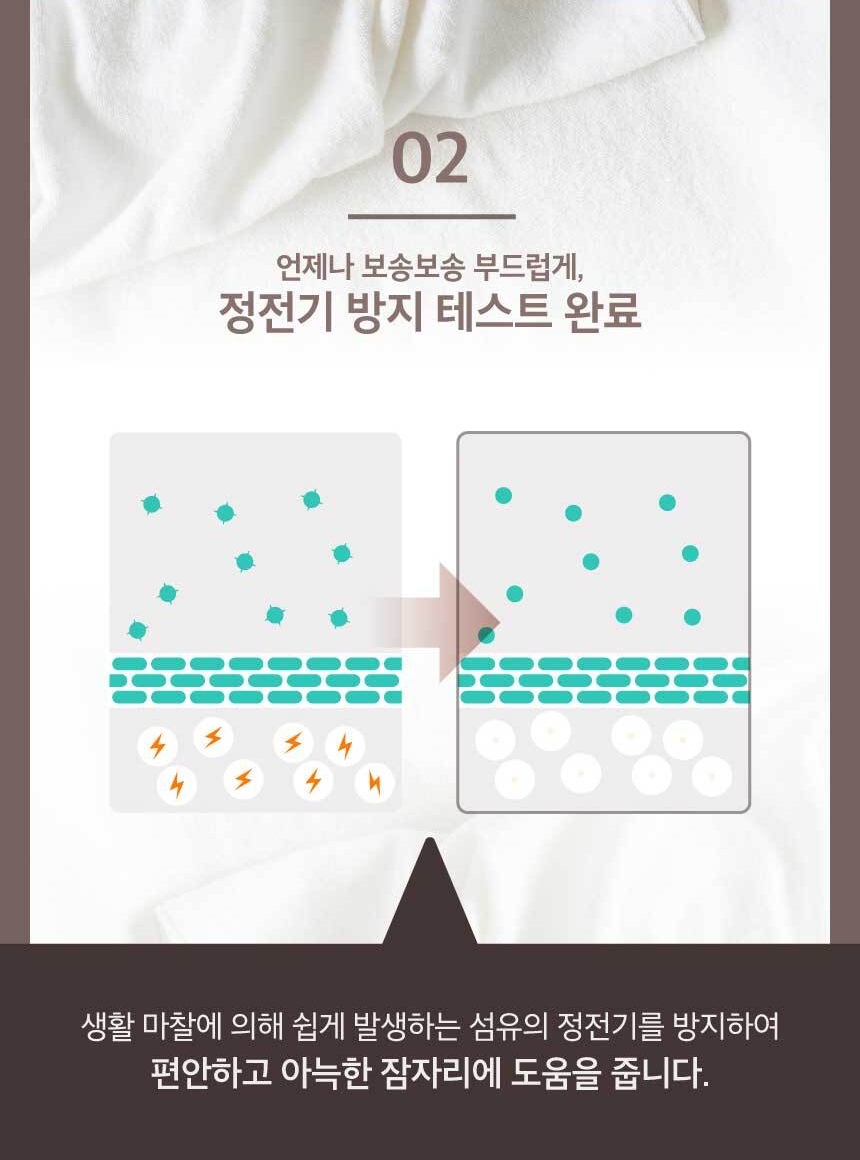 02
언제나 보송보송 부드럽게,
정전기 방지 테스트 완료
생활 마찰에 의해 쉽게 발생하는 섬유의 정전기를 방지하여
편안하고 아늑한 잠자리에 도움을 줍니다.